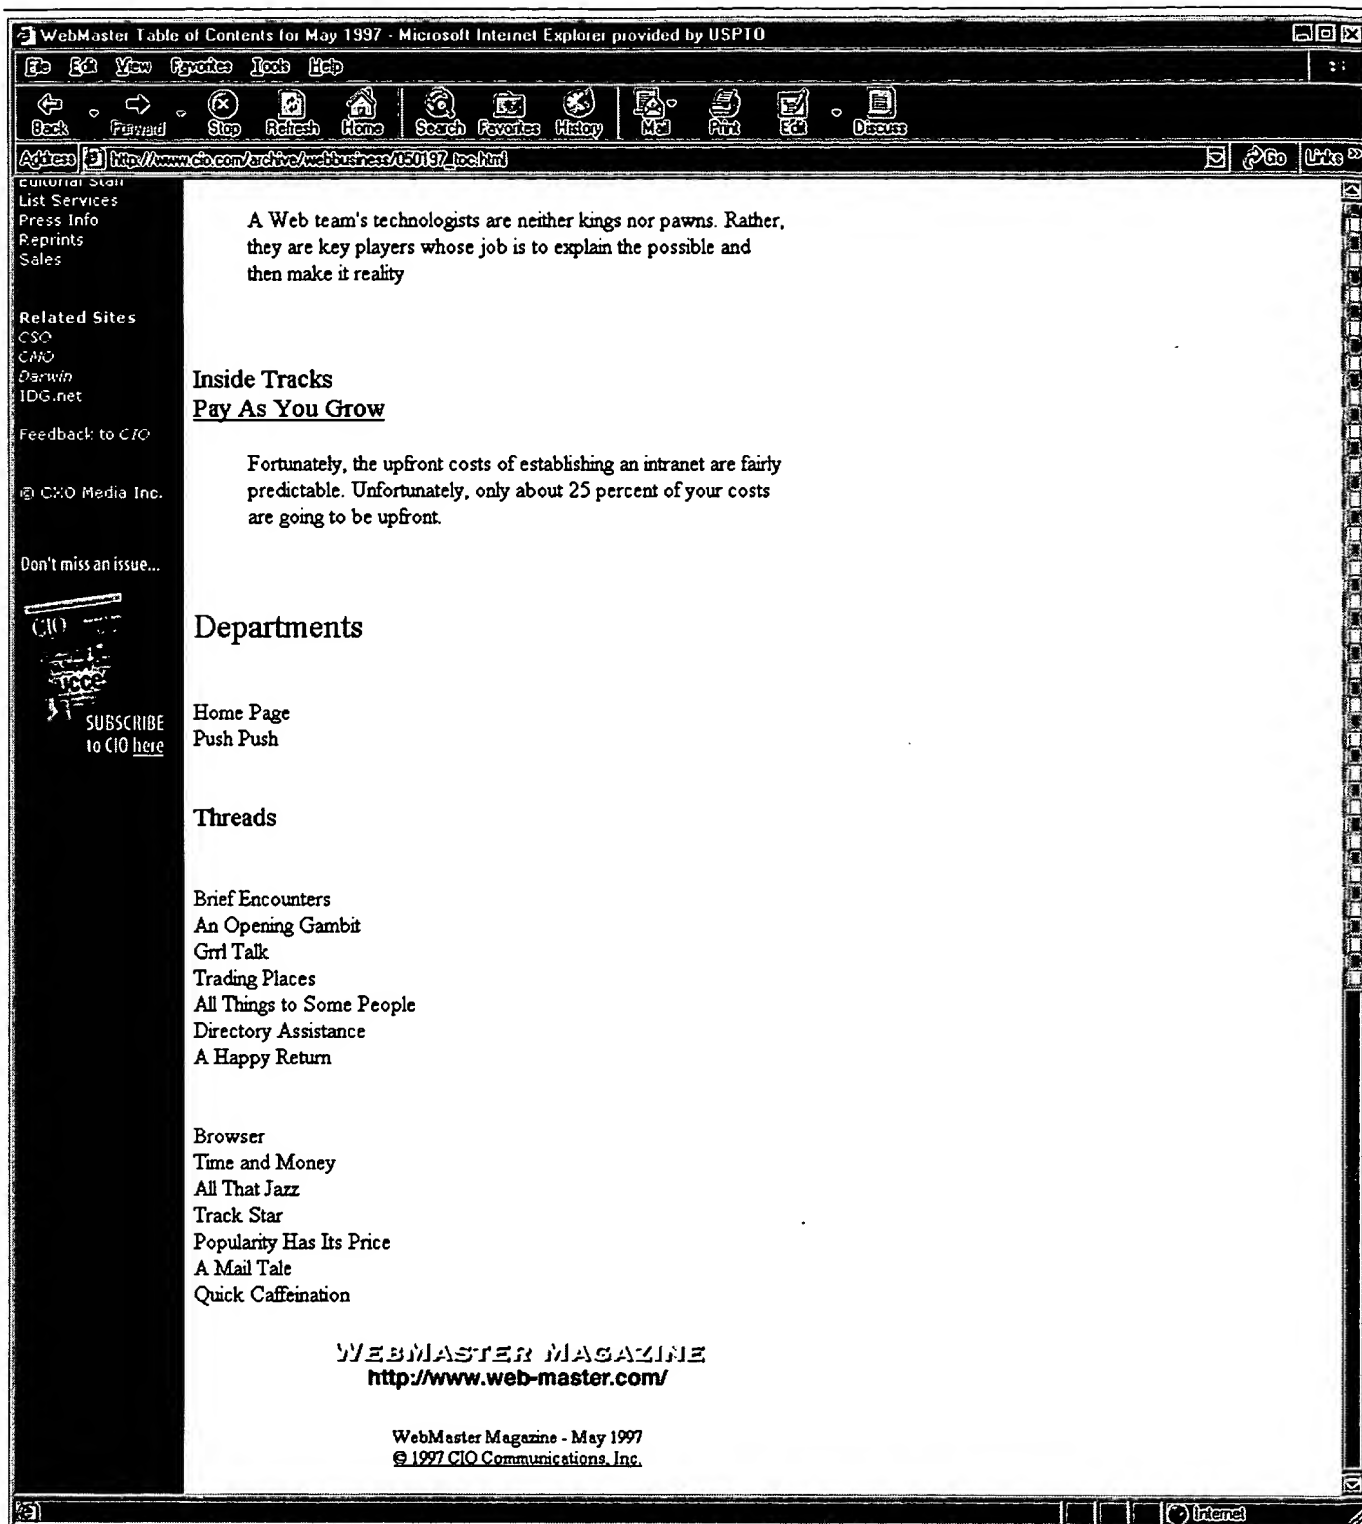 WebMaster Table of Contents for May 1997 - Microsoft Internet Explorer provided by USPTO
File Edit View Favorites Tools Help
Back Forward Stop Refresh Home Search Favorites History Mail Print Edit Discuss
Address http://www.cio.com/archive/webbusiness/050197_toc.html Go Links »
Editorial Staff
List Services
Press Info
Reprints
Sales
Related Sites
CSO
CMO
Darwin
IDG.net
Feedback to CIO
© CXO Media Inc.
Don't miss an issue...
CIO
SUBSCRIBE
to CIO here
A Web team's technologists are neither kings nor pawns. Rather,
they are key players whose job is to explain the possible and
then make it reality
Inside Tracks
Pay As You Grow
Fortunately, the upfront costs of establishing an intranet are fairly
predictable. Unfortunately, only about 25 percent of your costs
are going to be upfront.
Departments
Home Page
Push Push
Threads
Brief Encounters
An Opening Gambit
Grrl Talk
Trading Places
All Things to Some People
Directory Assistance
A Happy Return
Browser
Time and Money
All That Jazz
Track Star
Popularity Has Its Price
A Mail Tale
Quick Caffeination
WEBMASTER MAGAZINE
http://www.web-master.com/
WebMaster Magazine - May 1997
© 1997 CIO Communications, Inc.
Internet